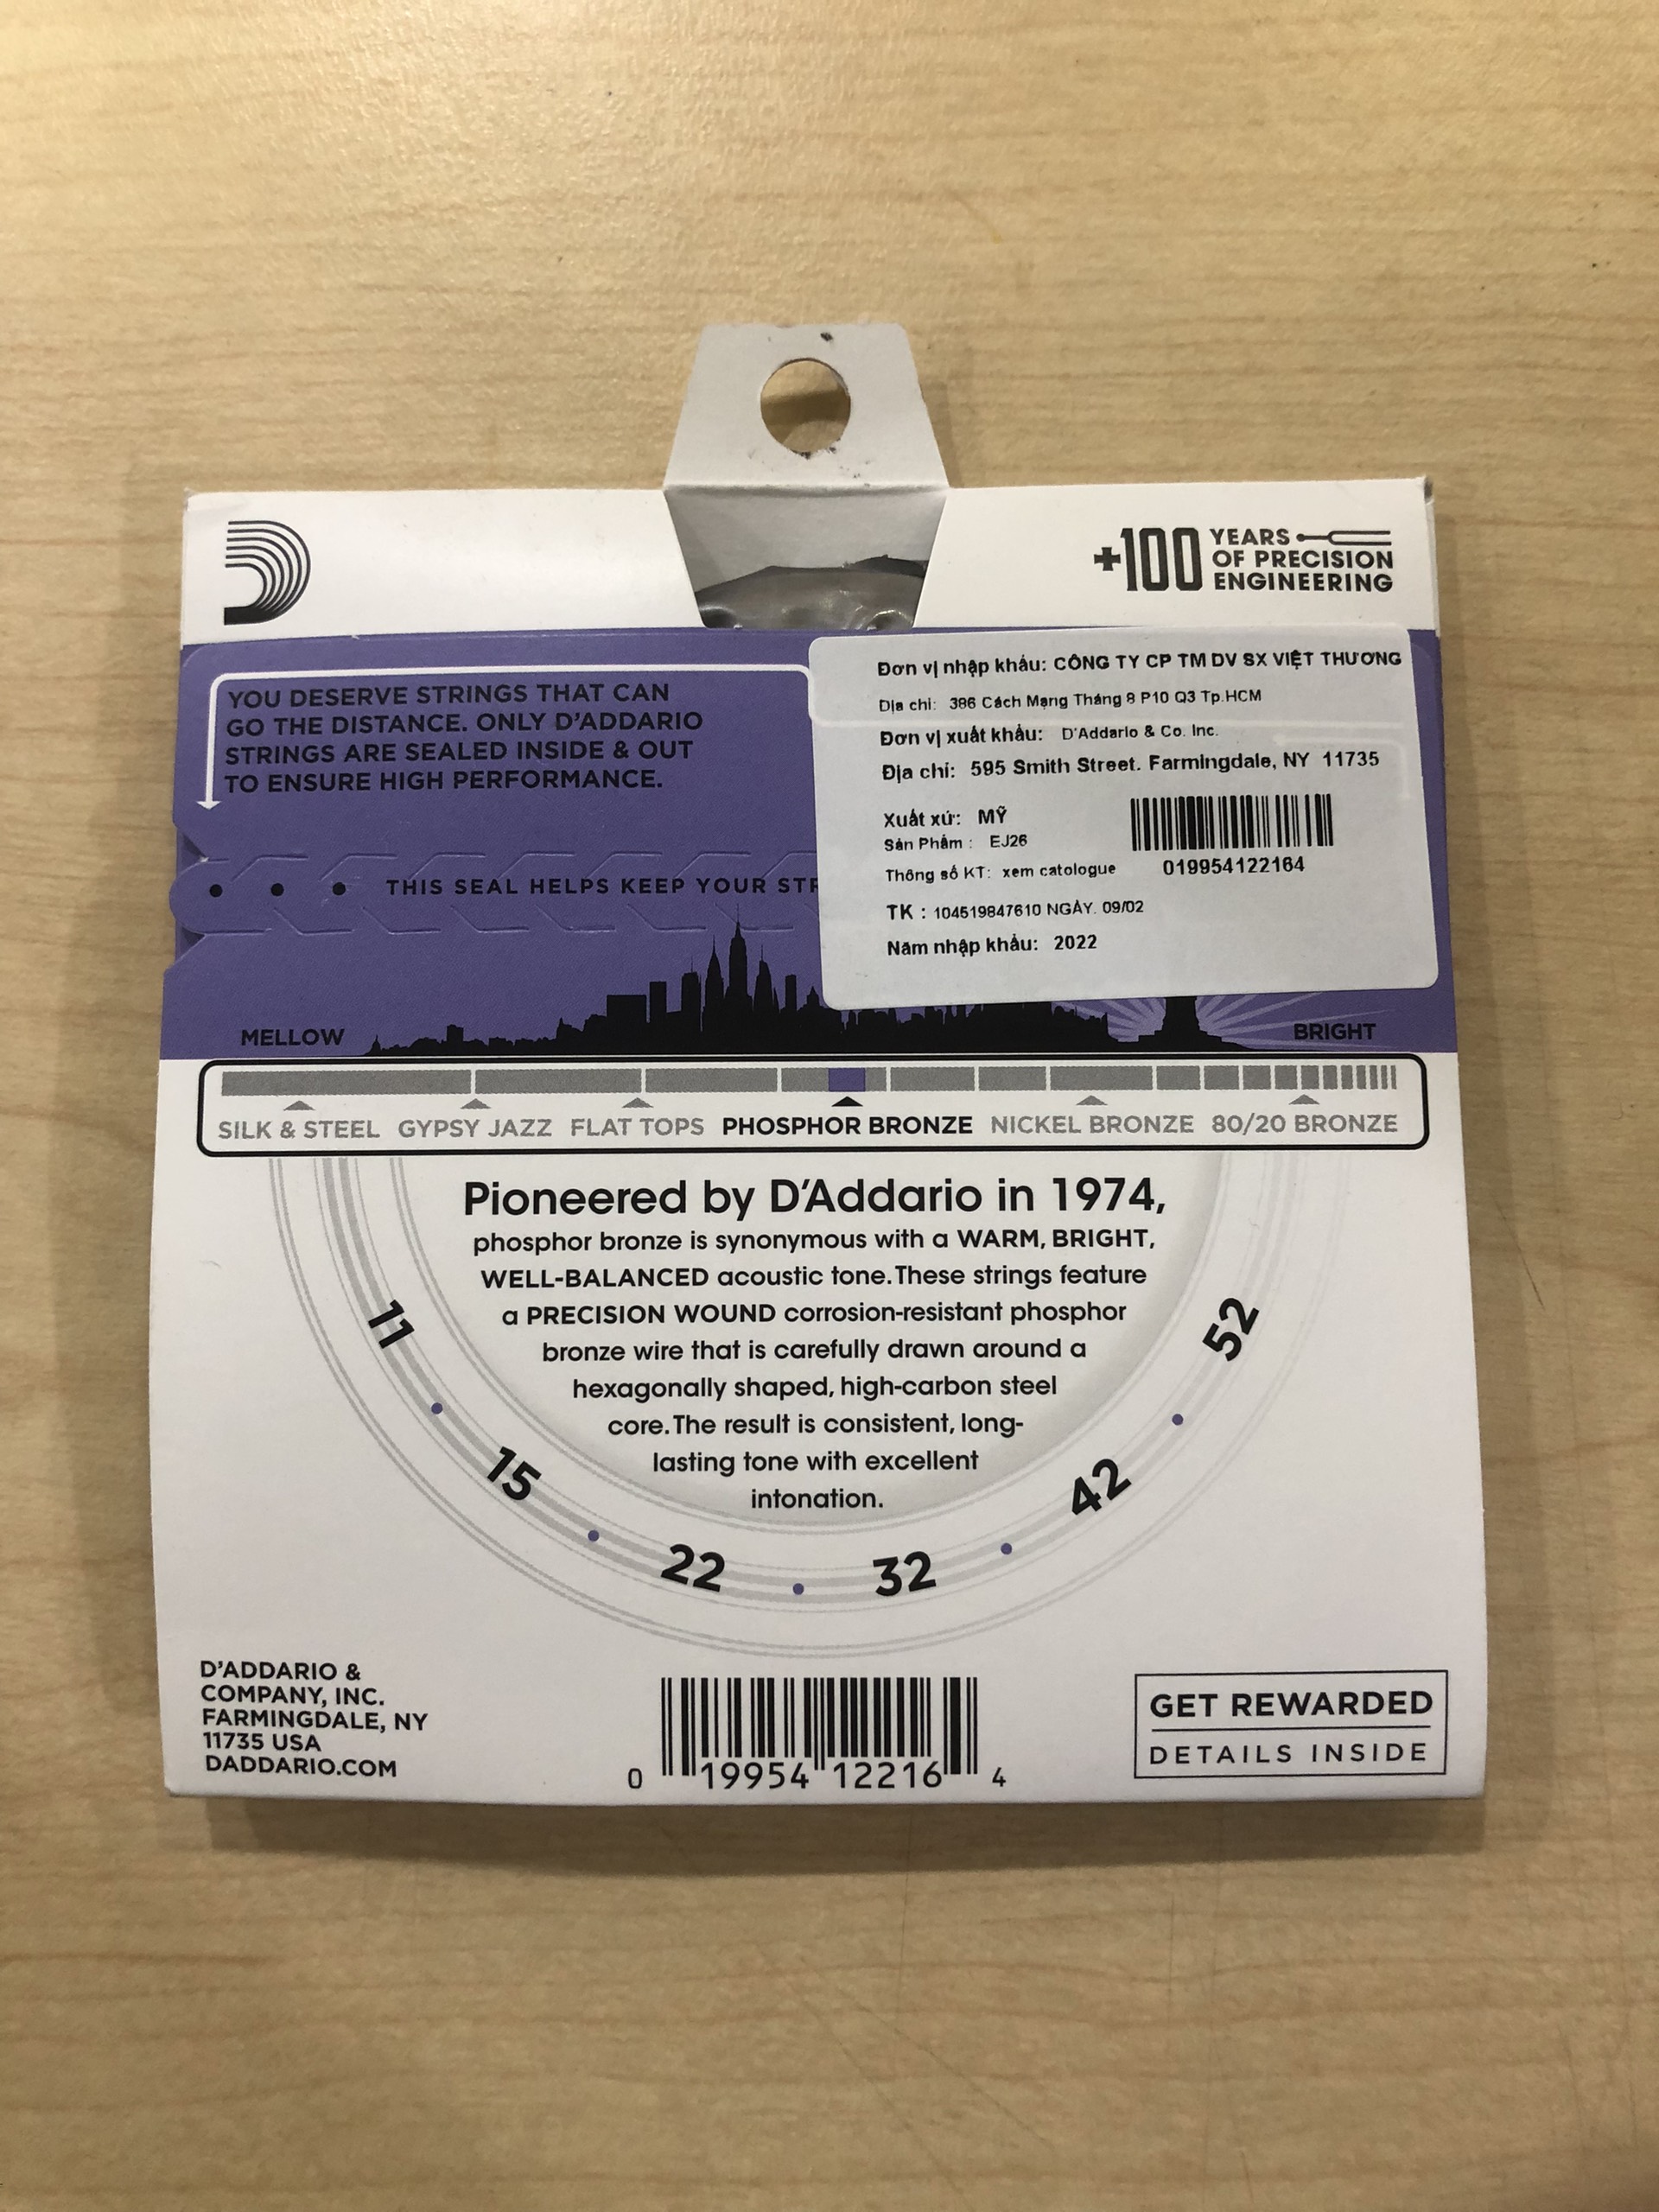 +100 YEARS
OF PRECISION
ENGINEERING
YOU DESERVE STRINGS THAT CAN
GO THE DISTANCE. ONLY D'ADDARIO
STRINGS ARE SEALED INSIDE & OUT
TO ENSURE HIGH PERFORMANCE.
THIS SEAL HELPS KEEP YOUR
Đơn vị nhập khẩu: CÔNG TY CP TM DV SX VIỆT THƯƠNG
Địa chỉ: 386 Cách Mạng Tháng 8 P10 Q3 Tp.HCM
Đơn vị xuất khẩu: D'Addario & Co. Inc.
Địa chỉ: 595 Smith Street. Farmingdale, NY 11735
Xuất xứ: MỸ
Sản Phẩm : EJ26
Thông số KT: xem catologue
019954122164
TK : 104519847610 NGÀY. 09/02
Năm nhập khẩu: 2022
MELLOW
BRIGHT
SILK & STEEL GYPSY JAZZ FLAT TOPS PHOSPHOR BRONZE NICKEL BRONZE 80/20 BRONZE
Pioneered by D'Addario in 1974,
phosphor bronze is synonymous with a WARM, BRIGHT,
WELL-BALANCED acoustic tone. These strings feature
a PRECISION WOUND corrosion-resistant phosphor
bronze wire that is carefully drawn around a
hexagonally shaped, high-carbon steel
core. The result is consistent, long-
lasting tone with excellent
intonation.
11 • 15 • 22 • 32 • 42 • 52
D'ADDARIO &
COMPANY, INC.
FARMINGDALE, NY
11735 USA
DADDARIO.COM
0 19954 12216 4
GET REWARDED
DETAILS INSIDE